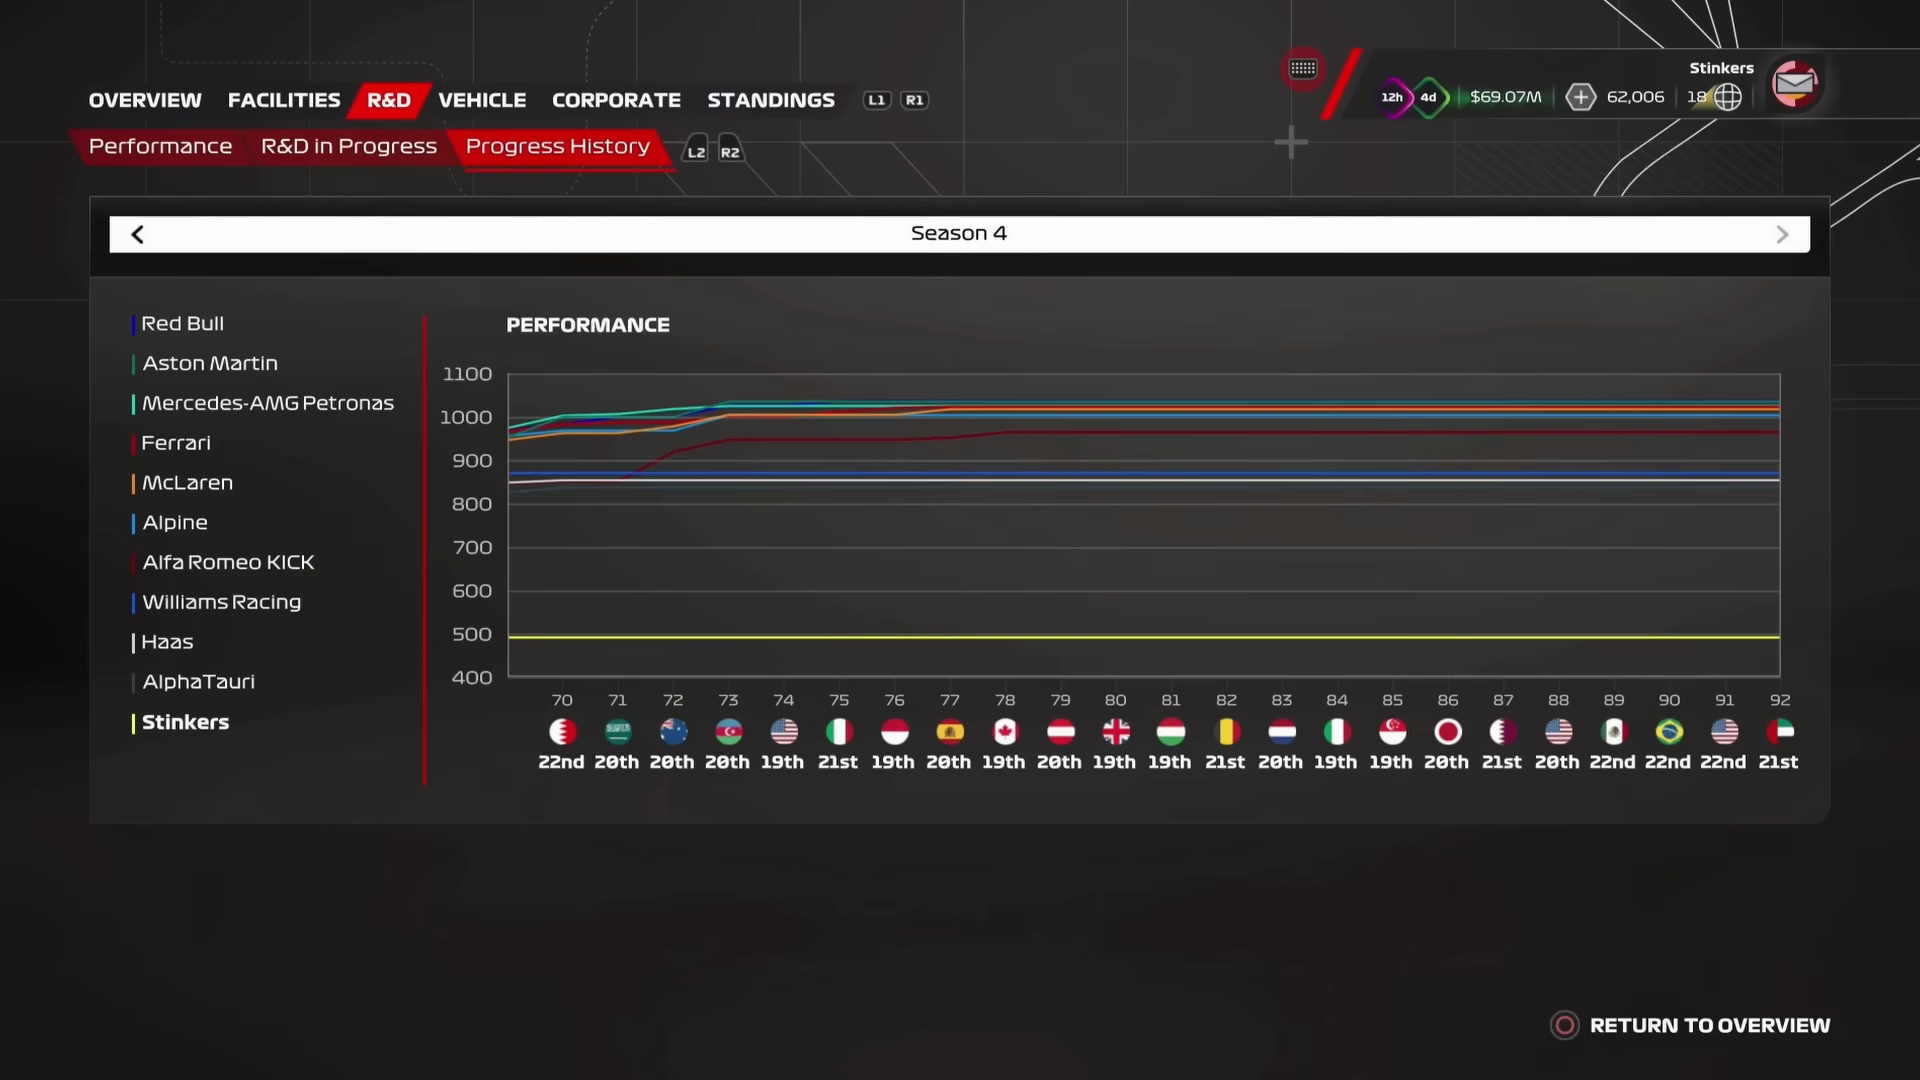 Stinkers
OVERVIEW FACILITIES R&D VEHICLE CORPORATE STANDINGS L1 R1
12h 4d $69.07M 62,006 18
Performance R&D in Progress Progress History L2 R2
Season 4
Red Bull
Aston Martin
Mercedes-AMG Petronas
Ferrari
McLaren
Alpine
Alfa Romeo KICK
Williams Racing
Haas
AlphaTauri
Stinkers
PERFORMANCE
1100
1000
900
800
700
600
500
400
70 71 72 73 74 75 76 77 78 79 80 81 82 83 84 85 86 87 88 89 90 91 92
22nd 20th 20th 20th 19th 21st 19th 20th 19th 20th 19th 19th 21st 20th 19th 19th 20th 21st 20th 22nd 22nd 22nd 21st
RETURN TO OVERVIEW